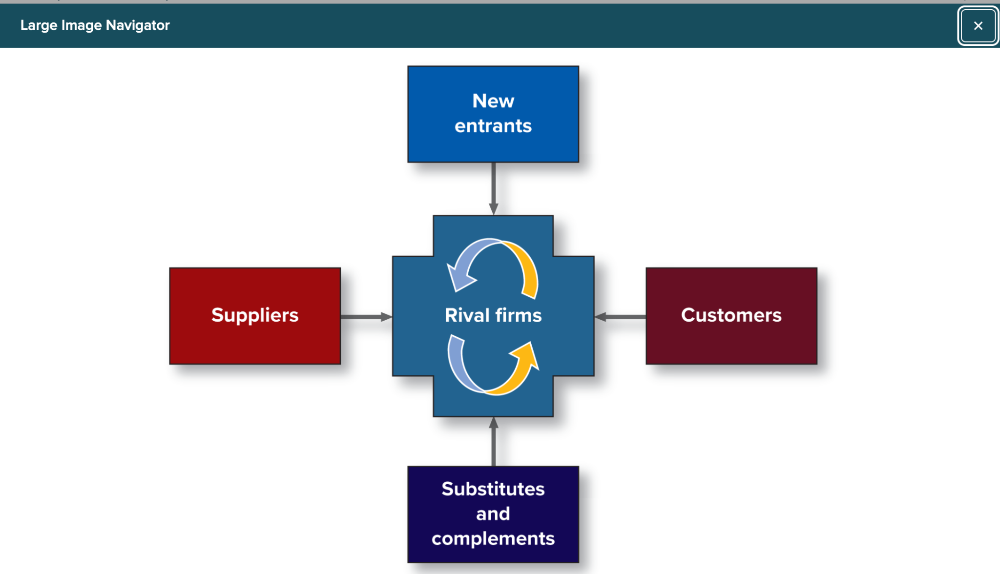 Large Image Navigator
New
entrants
Suppliers
Rival firms
Customers
Substitutes
and
complements